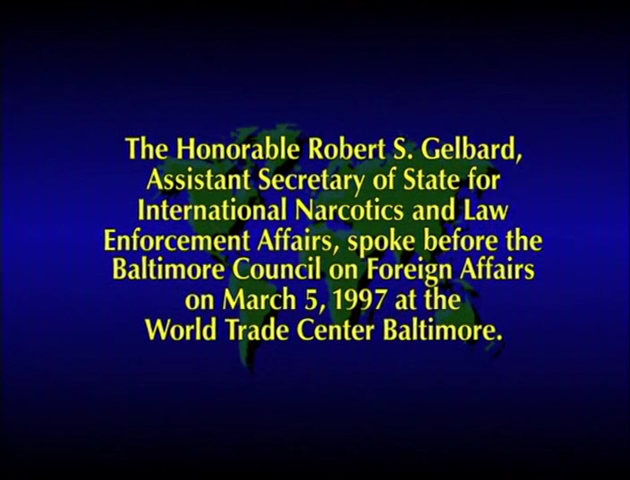 The Honorable Robert S. Gelbard,
Assistant Secretary of State for
International Narcotics and Law
Enforcement Affairs, spoke before the
Baltimore Council on Foreign Affairs
on March 5, 1997 at the
World Trade Center Baltimore.